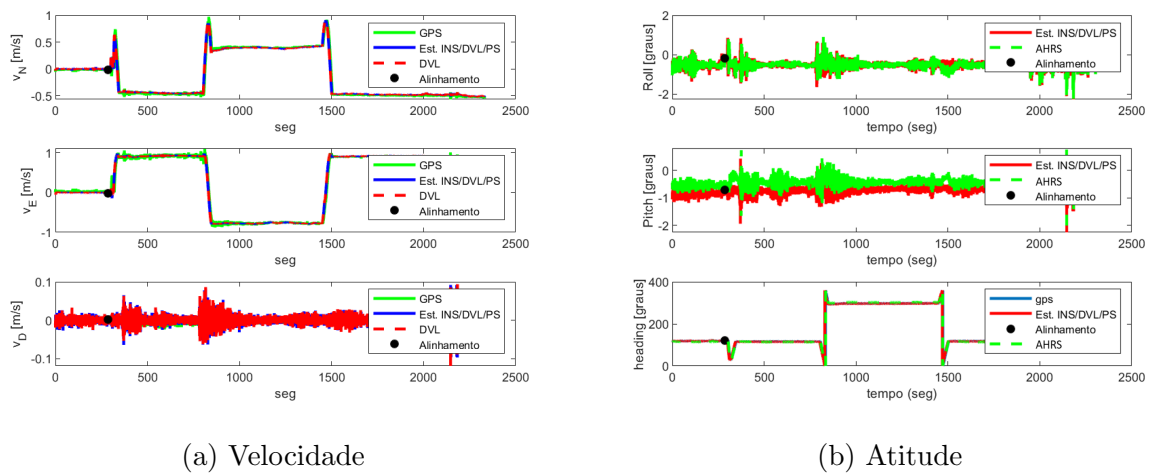 v_N [m/s]
1
0.5
0
-0.5
0 500 1000 1500 2000 2500
seg
GPS
Est. INS/DVL/PS
DVL
Alinhamento
v_E [m/s]
1
0
-1
0 500 1000 1500 2000 2500
seg
GPS
Est. INS/DVL/PS
DVL
Alinhamento
v_D [m/s]
0.1
0
-0.1
0 500 1000 1500 2000 2500
seg
GPS
Est. INS/DVL/PS
DVL
Alinhamento
(a) Velocidade
Roll [graus]
2
0
-2
0 500 1000 1500 2000 2500
tempo (seg)
Est. INS/DVL/PS
AHRS
Alinhamento
Pitch [graus]
0
-1
-2
0 500 1000 1500 2000 2500
tempo (seg)
Est. INS/DVL/PS
AHRS
Alinhamento
heading [graus]
400
200
0
0 500 1000 1500 2000 2500
tempo (seg)
gps
Est. INS/DVL/PS
Alinhamento
AHRS
(b) Atitude